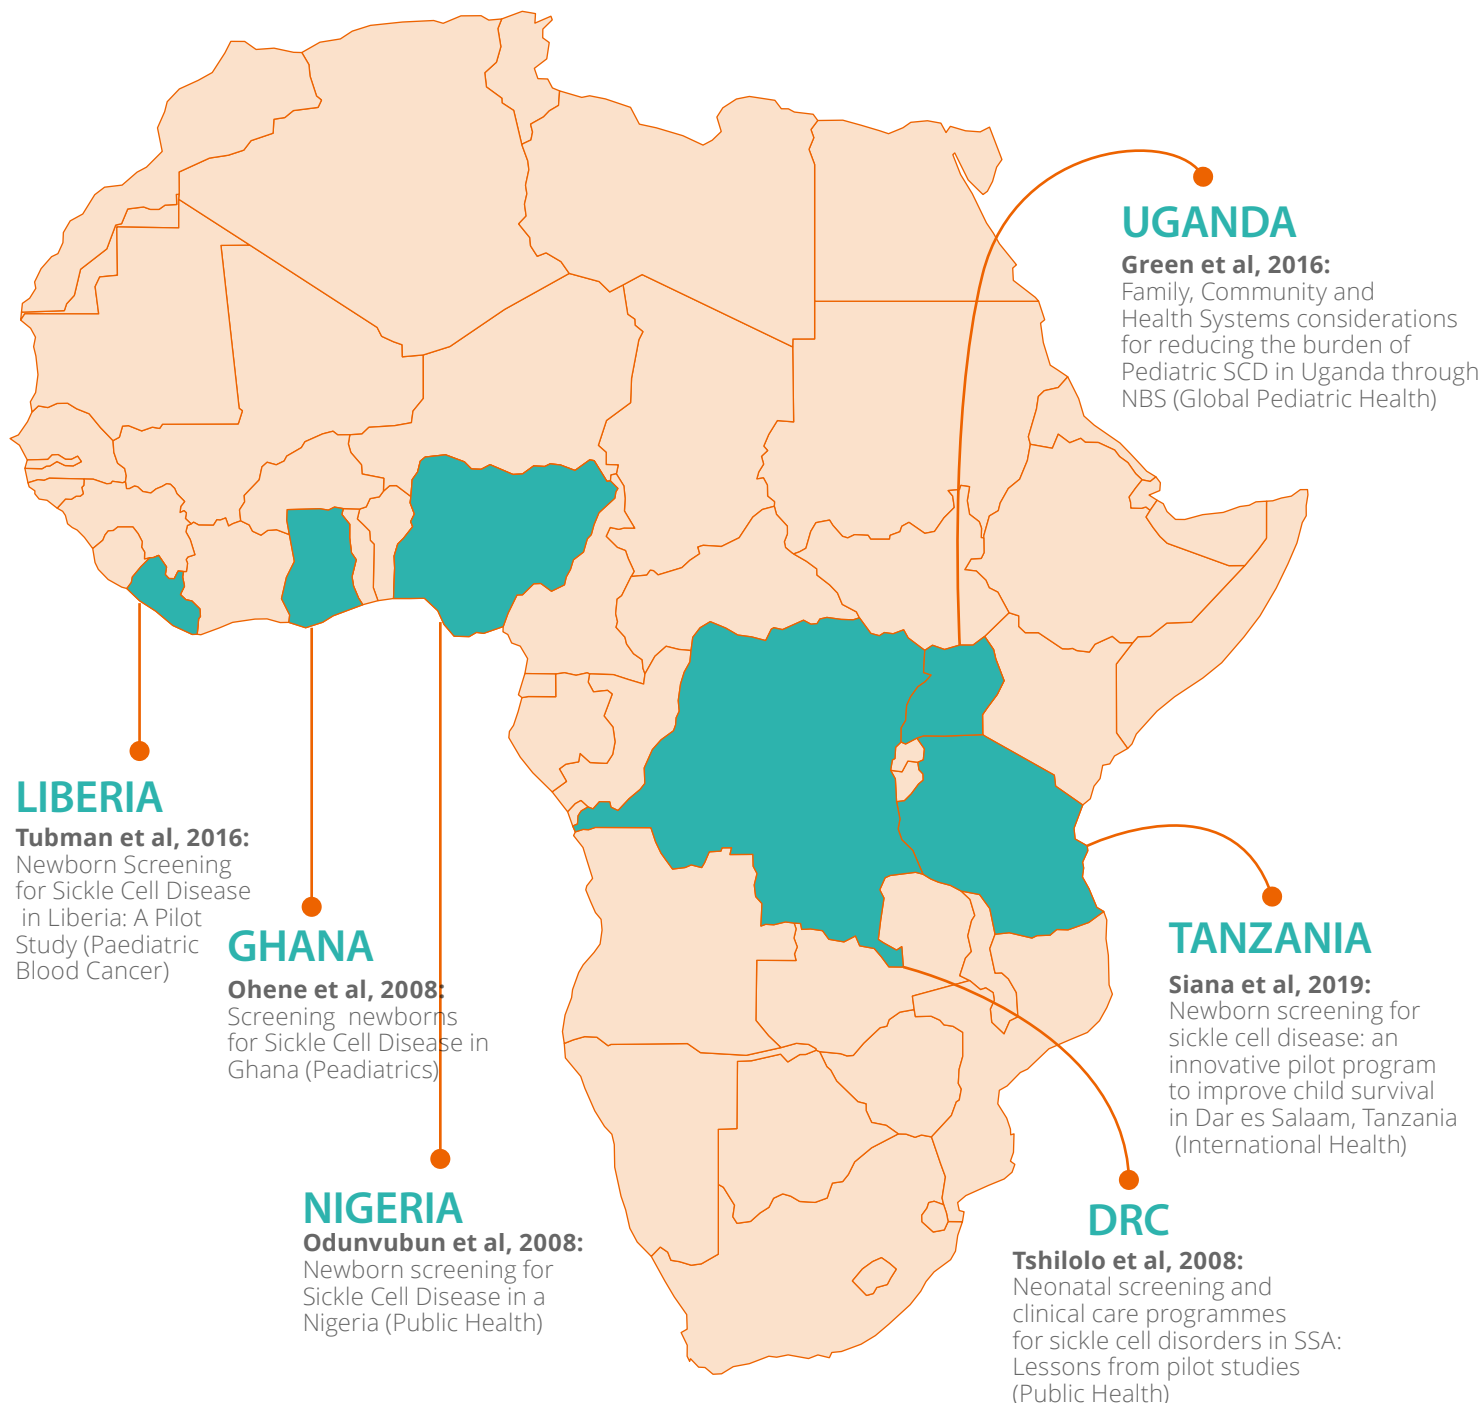 UGANDA
Green et al, 2016:
Family, Community and
Health Systems considerations
for reducing the burden of
Pediatric SCD in Uganda through
NBS (Global Pediatric Health)
LIBERIA
Tubman et al, 2016:
Newborn Screening
for Sickle Cell Disease
in Liberia: A Pilot
Study (Paediatric
Blood Cancer)
GHANA
Ohene et al, 2008:
Screening newborns
for Sickle Cell Disease in
Ghana (Peadiatrics)
TANZANIA
Siana et al, 2019:
Newborn screening for
sickle cell disease: an
innovative pilot program
to improve child survival
in Dar es Salaam, Tanzania
(International Health)
NIGERIA
Odunvubun et al, 2008:
Newborn screening for
Sickle Cell Disease in a
Nigeria (Public Health)
DRC
Tshilolo et al, 2008:
Neonatal screening and
clinical care programmes
for sickle cell disorders in SSA:
Lessons from pilot studies
(Public Health)